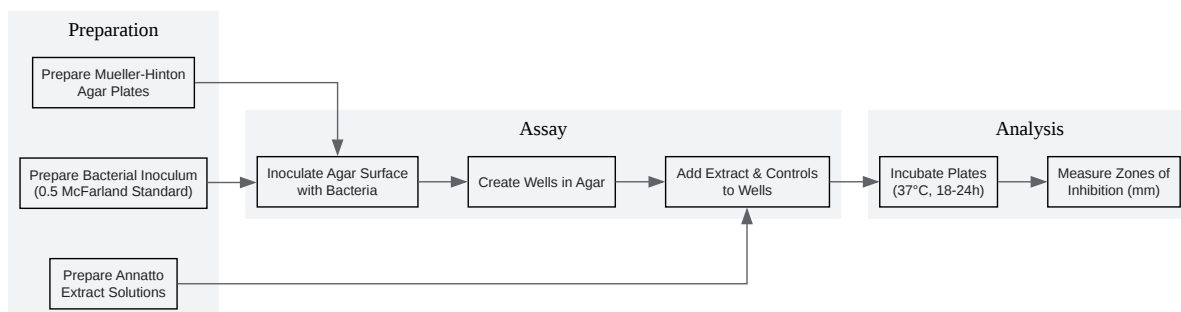 Preparation
Prepare Mueller-Hinton
Agar Plates
Prepare Bacterial Inoculum
(0.5 McFarland Standard)
Prepare Annatto
Extract Solutions
Assay
Inoculate Agar Surface
with Bacteria
Create Wells in Agar
Add Extract & Controls
to Wells
Analysis
Incubate Plates
(37°C, 18-24h)
Measure Zones of
Inhibition (mm)